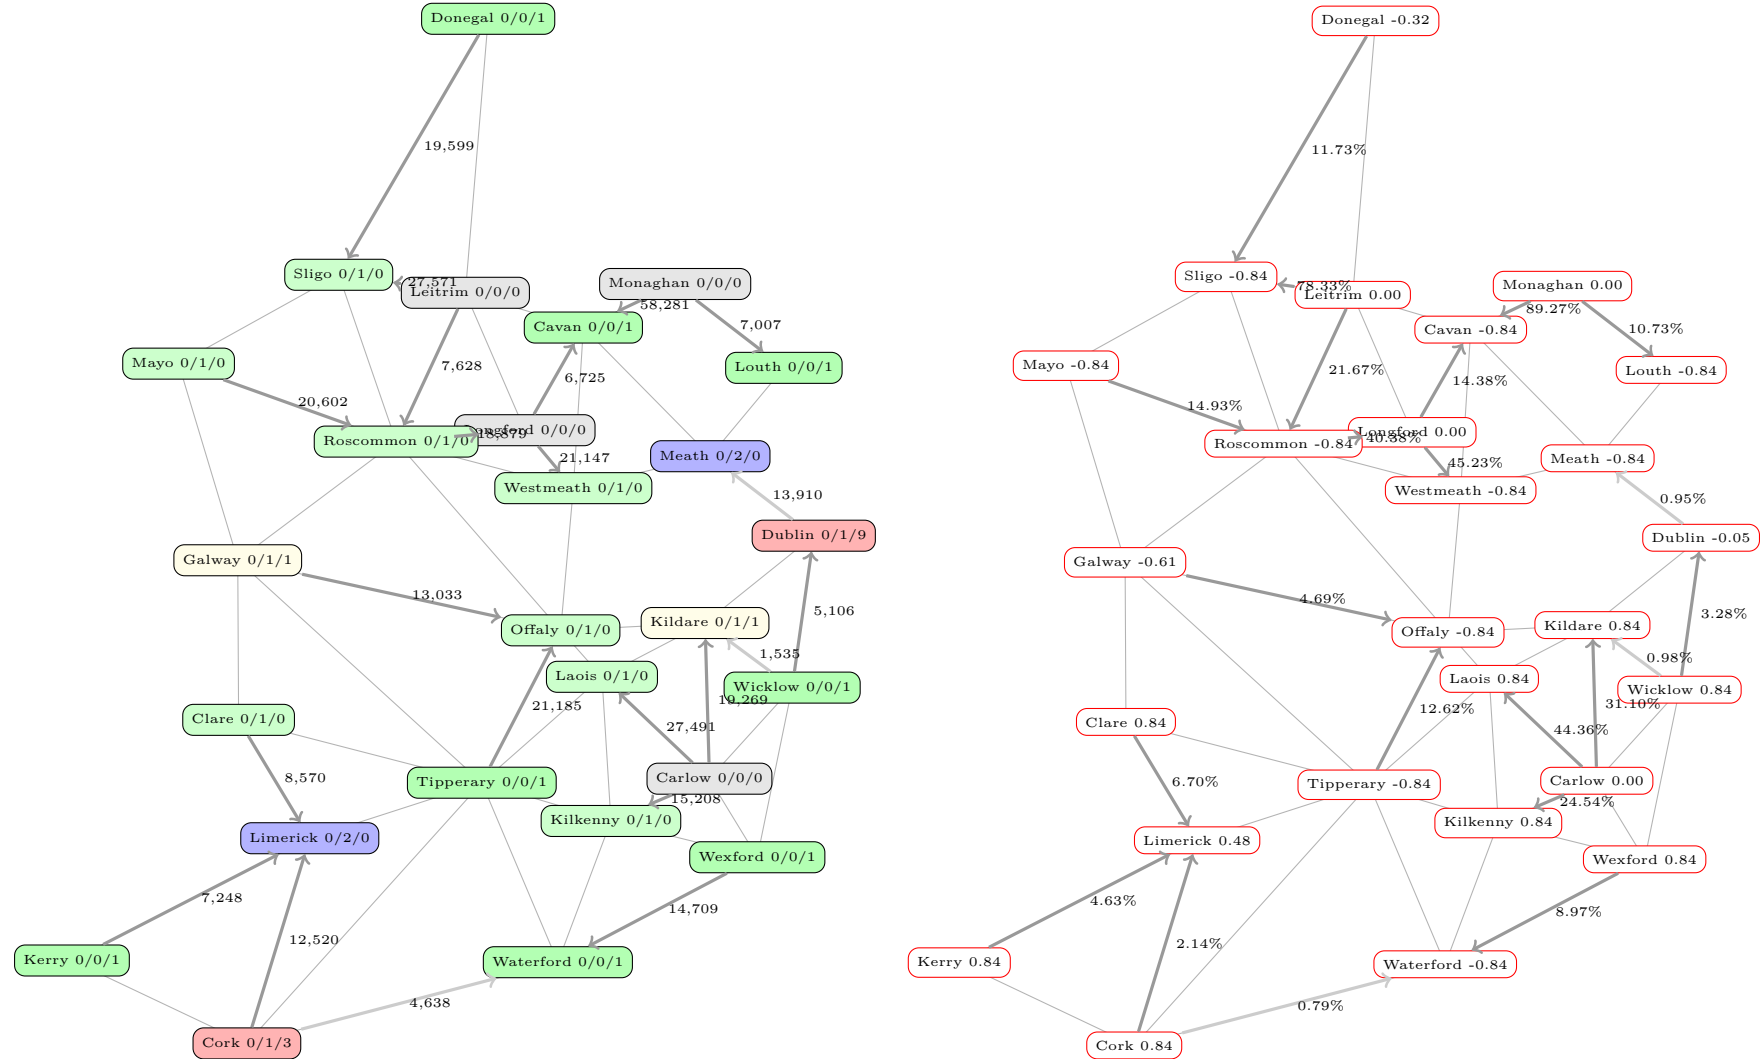 Donegal 0/0/1
19,599
Sligo 0/1/0
27,571
Leitrim 0/0/0
Monaghan 0/0/0
58,281
Cavan 0/0/1
7,007
Mayo 0/1/0
Louth 0/0/1
7,628
6,725
20,602
Roscommon 0/1/0
18,879
Longford 0/0/0
21,147
Meath 0/2/0
Westmeath 0/1/0
13,910
Dublin 0/1/9
Galway 0/1/1
13,033
5,106
Offaly 0/1/0
Kildare 0/1/1
1,535
Laois 0/1/0
Wicklow 0/0/1
19,269
21,185
Clare 0/1/0
27,491
8,570
Tipperary 0/0/1
Carlow 0/0/0
15,208
Kilkenny 0/1/0
Limerick 0/2/0
Wexford 0/0/1
7,248
14,709
12,520
Kerry 0/0/1
Waterford 0/0/1
4,638
Cork 0/1/3
Donegal -0.32
11.73%
Sligo -0.84
78.33%
Leitrim 0.00
Monaghan 0.00
89.27%
Cavan -0.84
10.73%
Mayo -0.84
Louth -0.84
21.67%
14.38%
14.93%
Roscommon -0.84
40.38%
Longford 0.00
45.23%
Meath -0.84
Westmeath -0.84
0.95%
Dublin -0.05
Galway -0.61
4.69%
3.28%
Offaly -0.84
Kildare 0.84
0.98%
Laois 0.84
Wicklow 0.84
31.10%
12.62%
Clare 0.84
44.36%
6.70%
Tipperary -0.84
Carlow 0.00
24.54%
Kilkenny 0.84
Limerick 0.48
Wexford 0.84
4.63%
8.97%
2.14%
Kerry 0.84
Waterford -0.84
0.79%
Cork 0.84